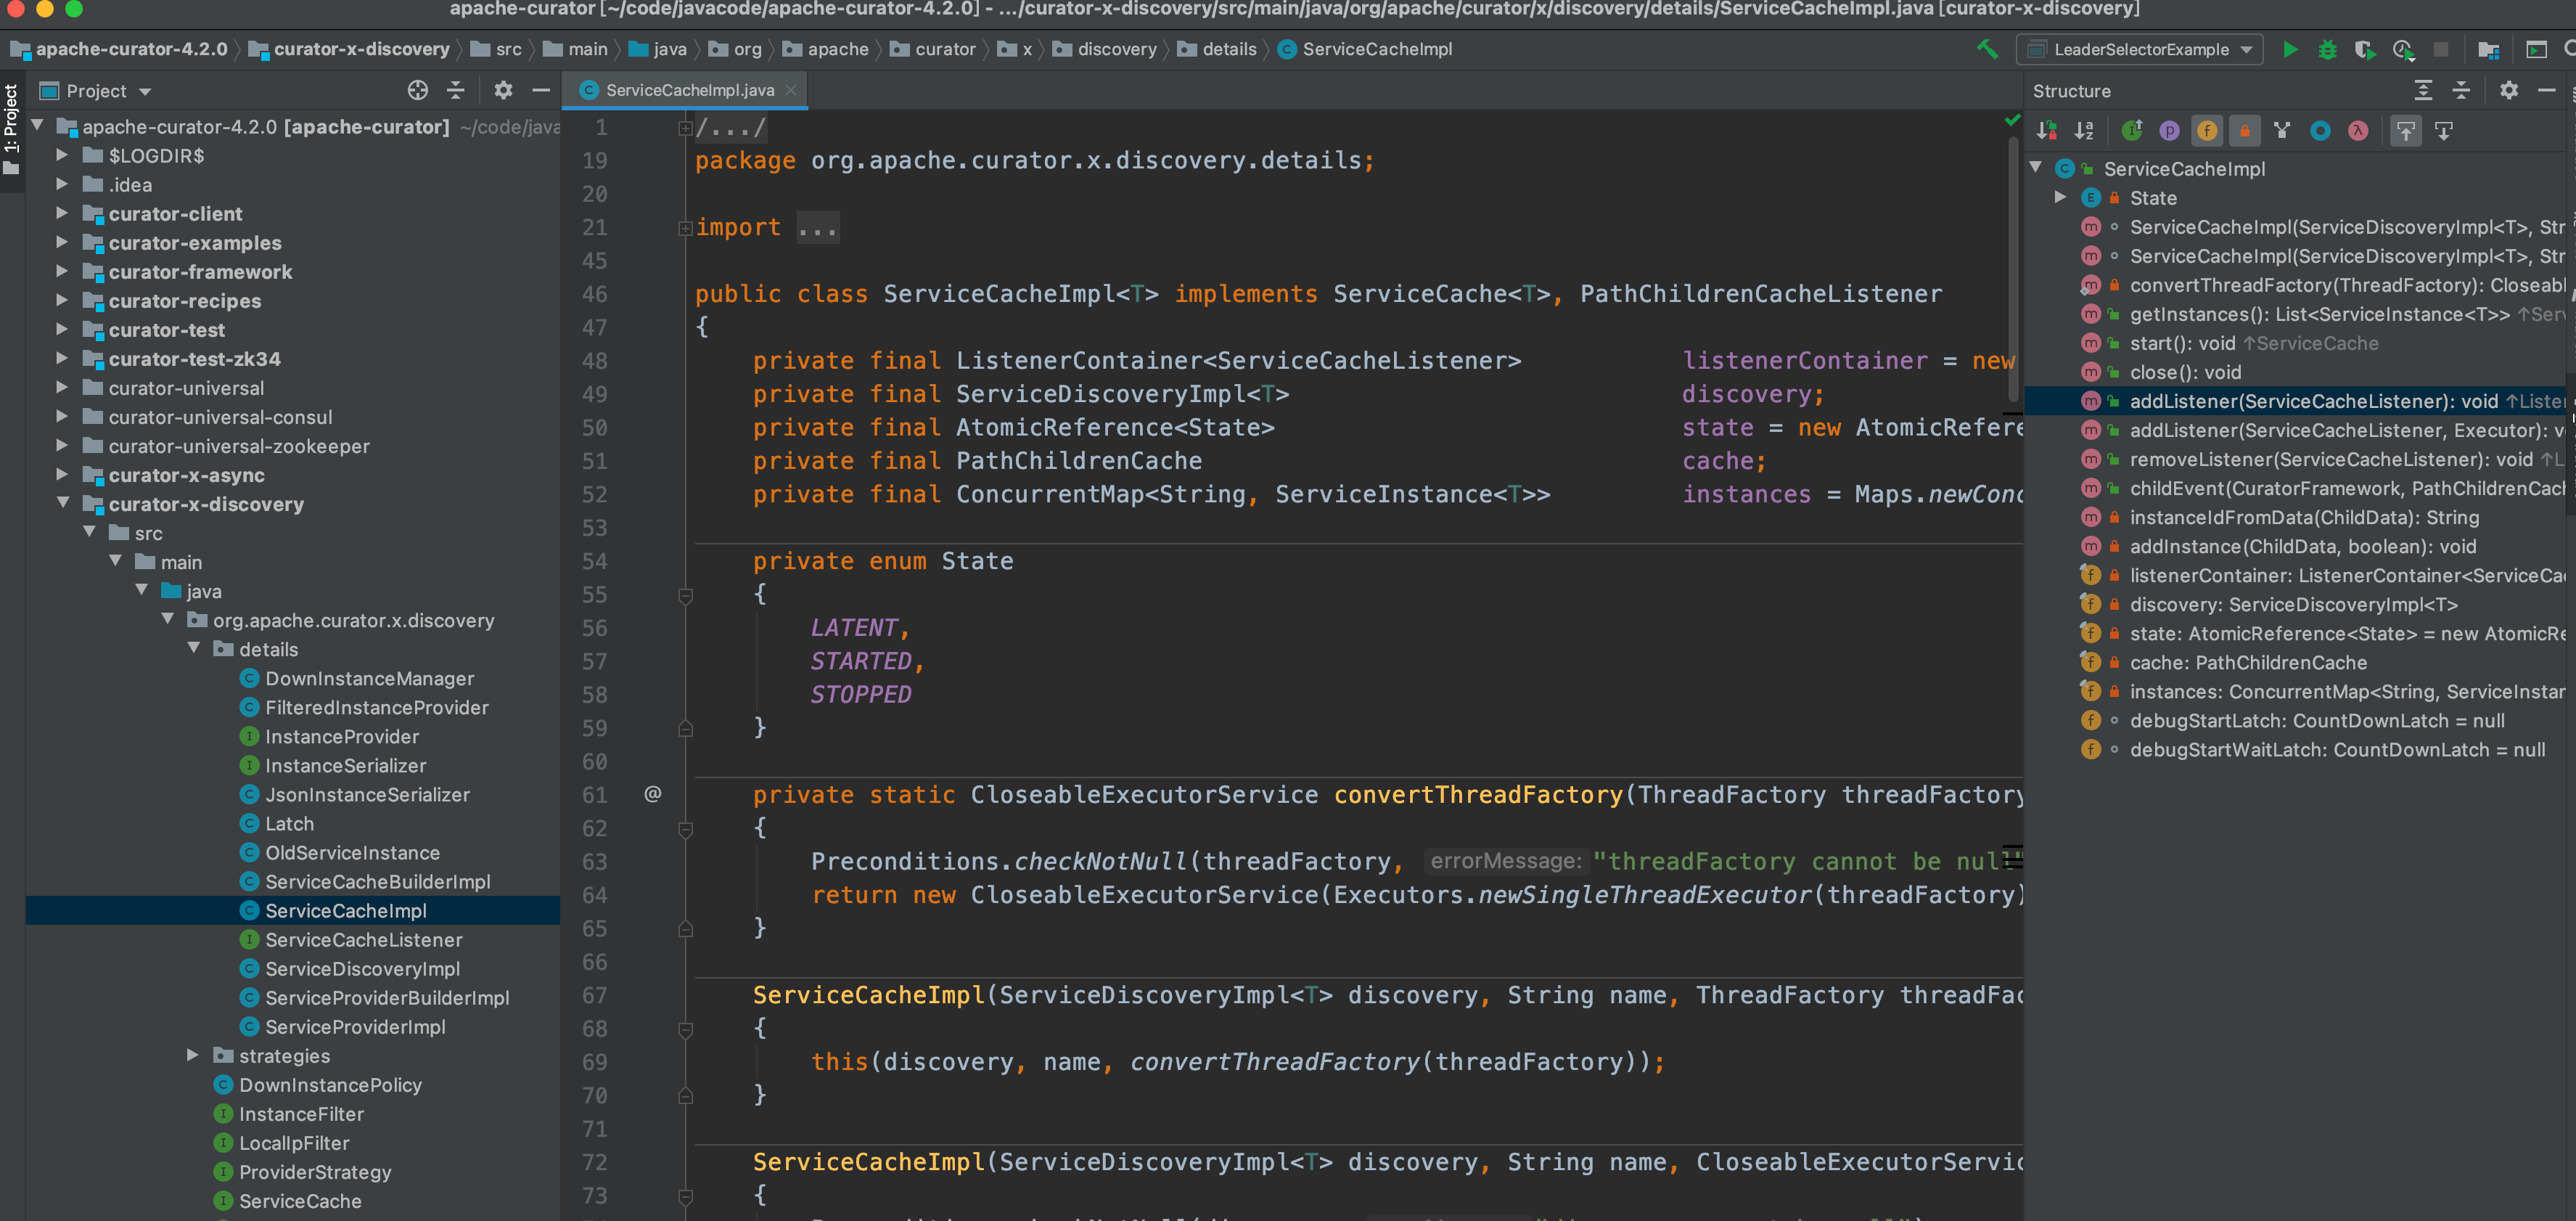 apache-curator [~/code/javacode/apache-curator-4.2.0] - .../curator-x-discovery/src/main/java/org/apache/curator/x/discovery/details/ServiceCacheImpl.java [curator-x-discovery]
apache-curator-4.2.0 curator-x-discovery src main java org apache curator x discovery details ServiceCacheImpl LeaderSelectorExample
1: Project
Project
apache-curator-4.2.0 [apache-curator] ~/code/java
$LOGDIR$
.idea
curator-client
curator-examples
curator-framework
curator-recipes
curator-test
curator-test-zk34
curator-universal
curator-universal-consul
curator-universal-zookeeper
curator-x-async
curator-x-discovery
src
main
java
org.apache.curator.x.discovery
details
DownInstanceManager
FilteredInstanceProvider
InstanceProvider
InstanceSerializer
JsonInstanceSerializer
Latch
OldServiceInstance
ServiceCacheBuilderImpl
ServiceCacheImpl
ServiceCacheListener
ServiceDiscoveryImpl
ServiceProviderBuilderImpl
ServiceProviderImpl
strategies
DownInstancePolicy
InstanceFilter
LocalIpFilter
ProviderStrategy
ServiceCache
ServiceCacheImpl.java
1 /.../
19 package org.apache.curator.x.discovery.details;
20
21 import ...
45
46 public class ServiceCacheImpl<T> implements ServiceCache<T>, PathChildrenCacheListener
47 {
48 private final ListenerContainer<ServiceCacheListener> listenerContainer = new
49 private final ServiceDiscoveryImpl<T> discovery;
50 private final AtomicReference<State> state = new AtomicRefere
51 private final PathChildrenCache cache;
52 private final ConcurrentMap<String, ServiceInstance<T>> instances = Maps.newConc
53
54 private enum State
55 {
56 LATENT,
57 STARTED,
58 STOPPED
59 }
60
61 @ private static CloseableExecutorService convertThreadFactory(ThreadFactory threadFactory
62 {
63 Preconditions.checkNotNull(threadFactory, errorMessage: "threadFactory cannot be null"
64 return new CloseableExecutorService(Executors.newSingleThreadExecutor(threadFactory)
65 }
66
67 ServiceCacheImpl(ServiceDiscoveryImpl<T> discovery, String name, ThreadFactory threadFac
68 {
69 this(discovery, name, convertThreadFactory(threadFactory));
70 }
71
72 ServiceCacheImpl(ServiceDiscoveryImpl<T> discovery, String name, CloseableExecutorServic
73 {
Structure
ServiceCacheImpl
State
ServiceCacheImpl(ServiceDiscoveryImpl<T>, Str
ServiceCacheImpl(ServiceDiscoveryImpl<T>, Str
convertThreadFactory(ThreadFactory): Closeabl
getInstances(): List<ServiceInstance<T>> ↑Serv
start(): void ↑ServiceCache
close(): void
addListener(ServiceCacheListener): void ↑Lister
addListener(ServiceCacheListener, Executor): v
removeListener(ServiceCacheListener): void ↑L
childEvent(CuratorFramework, PathChildrenCach
instanceIdFromData(ChildData): String
addInstance(ChildData, boolean): void
listenerContainer: ListenerContainer<ServiceCa
discovery: ServiceDiscoveryImpl<T>
state: AtomicReference<State> = new AtomicRe
cache: PathChildrenCache
instances: ConcurrentMap<String, ServiceInstan
debugStartLatch: CountDownLatch = null
debugStartWaitLatch: CountDownLatch = null